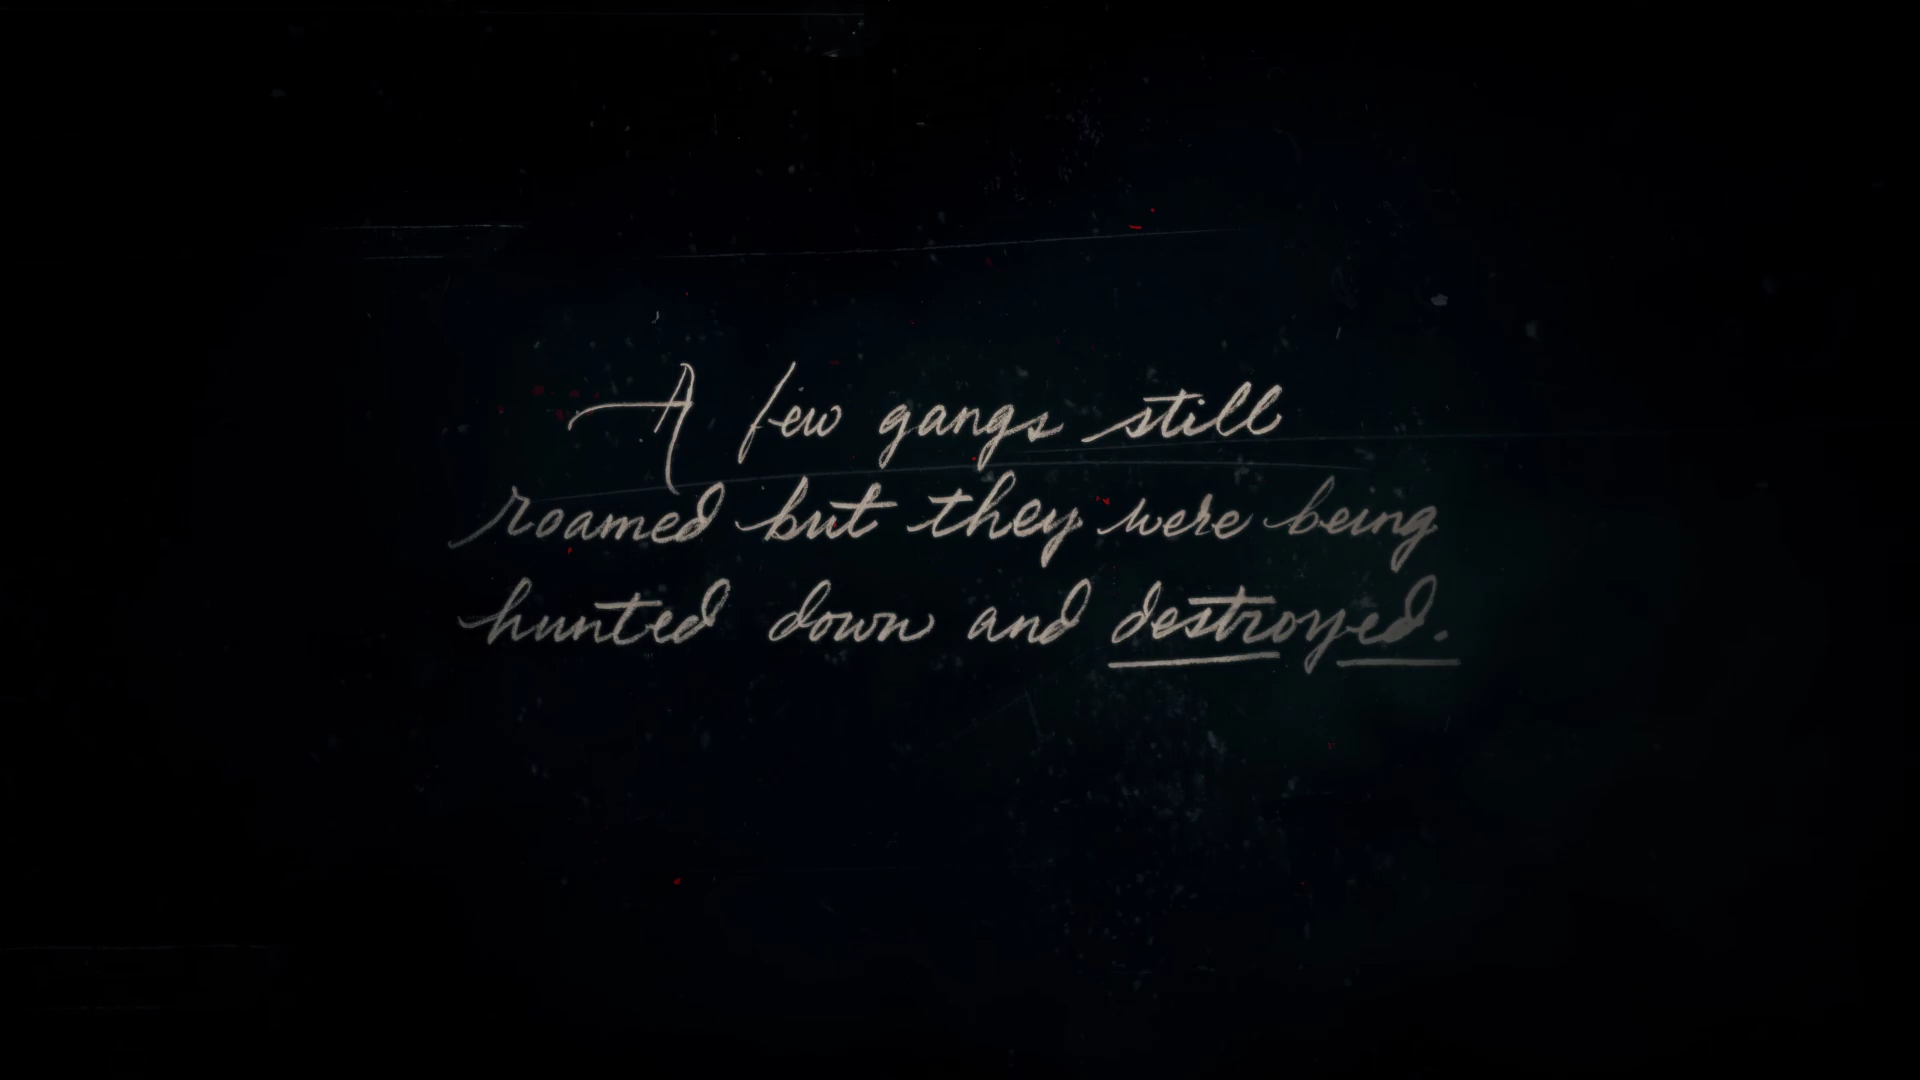 A few gangs still
roamed but they were being
hunted down and destroyed.